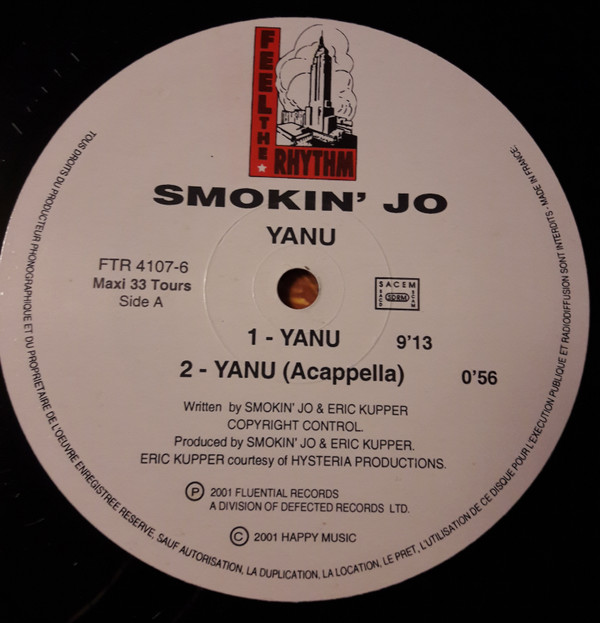 FEEL THE
RHYTHM
SMOKIN' JO
YANU
FTR 4107-6
Maxi 33 Tours
Side A
SACEM
SACD SDRM SCAM
1 - YANU 9'13
2 - YANU (Acappella) 0'56
Written by SMOKIN' JO & ERIC KUPPER
COPYRIGHT CONTROL.
Produced by SMOKIN' JO & ERIC KUPPER.
ERIC KUPPER courtesy of HYSTERIA PRODUCTIONS.
P 2001 FLUENTIAL RECORDS
A DIVISION OF DEFECTED RECORDS LTD.
C 2001 HAPPY MUSIC
TOUS DROITS DU PRODUCTEUR PHONOGRAPHIQUE ET DU PROPRIETAIRE DE L'OEUVRE ENREGISTREE RESERVE, SAUF AUTORISATION, LA DUPLICATION, LA LOCATION, LE PRET, L'UTILISATION DE CE DISQUE POUR L'EXECUTION PUBLIQUE ET RADIODIFFUSION SONT INTERDITS - MADE IN FRANCE.